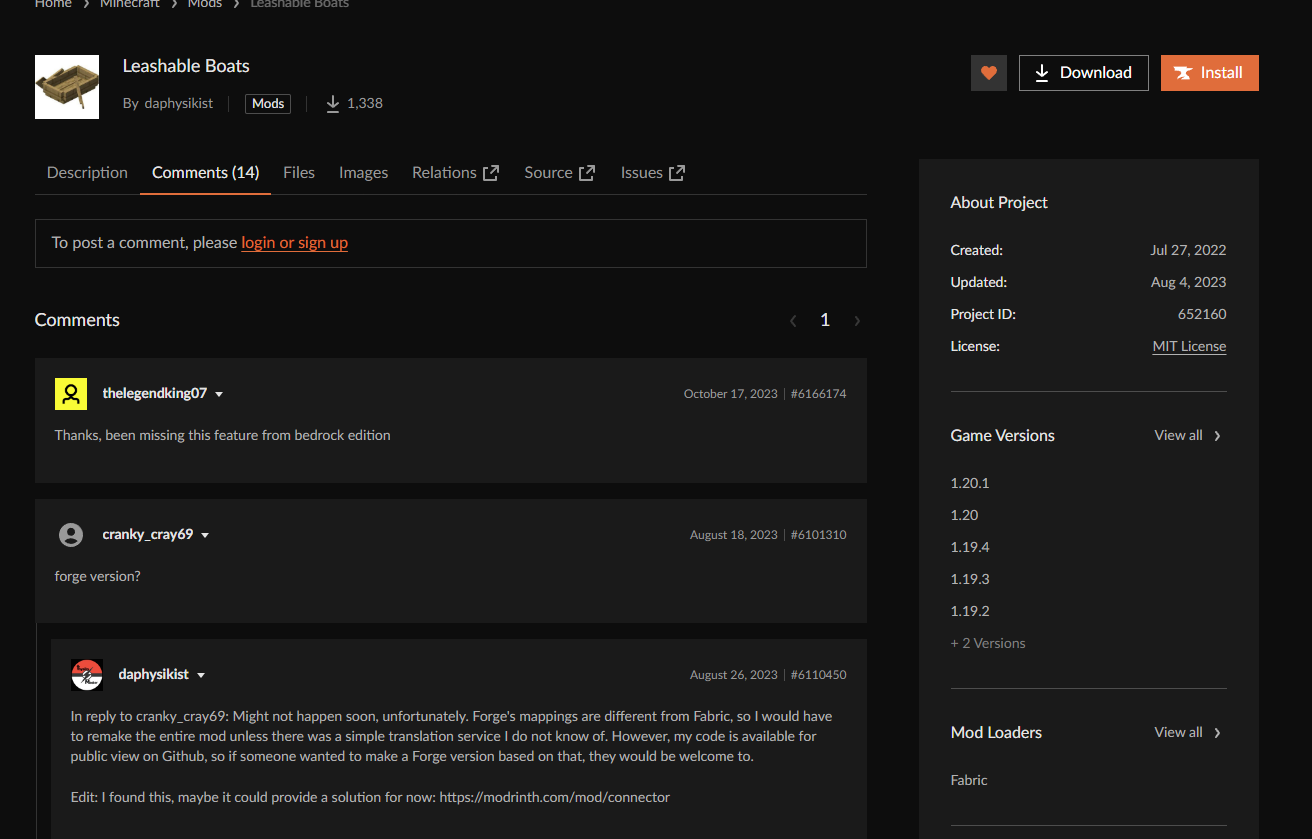 Home > Minecraft > Mods > Leashable Boats
Leashable Boats
By daphysikist | Mods | 1,338
Download
Install
Description Comments (14) Files Images Relations Source Issues
To post a comment, please login or sign up
Comments
< 1 >
thelegendking07
October 17, 2023 | #6166174
Thanks, been missing this feature from bedrock edition
cranky_cray69
August 18, 2023 | #6101310
forge version?
daphysikist
August 26, 2023 | #6110450
In reply to cranky_cray69: Might not happen soon, unfortunately. Forge's mappings are different from Fabric, so I would have
to remake the entire mod unless there was a simple translation service I do not know of. However, my code is available for
public view on Github, so if someone wanted to make a Forge version based on that, they would be welcome to.
Edit: I found this, maybe it could provide a solution for now: https://modrinth.com/mod/connector
About Project
Created: Jul 27, 2022
Updated: Aug 4, 2023
Project ID: 652160
License: MIT License
Game Versions View all >
1.20.1
1.20
1.19.4
1.19.3
1.19.2
+ 2 Versions
Mod Loaders View all >
Fabric